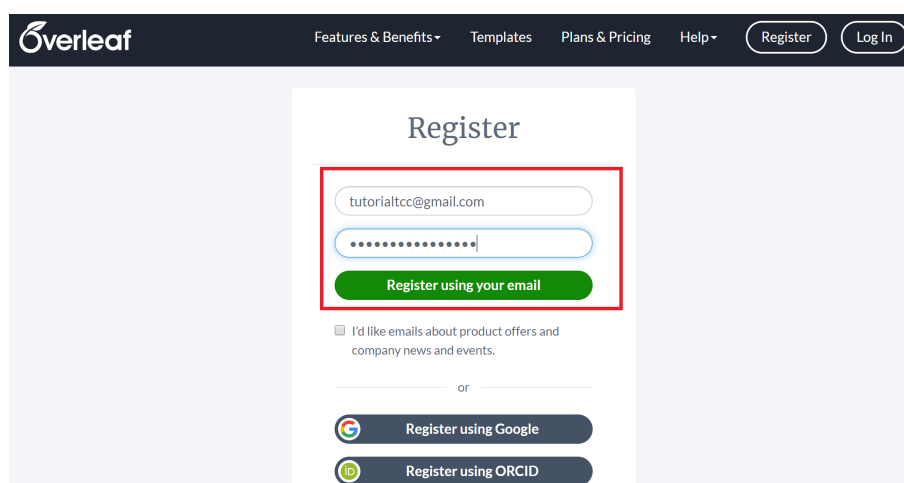 Overleaf
Features & Benefits Templates Plans & Pricing Help Register Log In
Register
tutorialtcc@gmail.com
••••••••••••••••
Register using your email
I'd like emails about product offers and
company news and events.
or
Register using Google
iD Register using ORCID